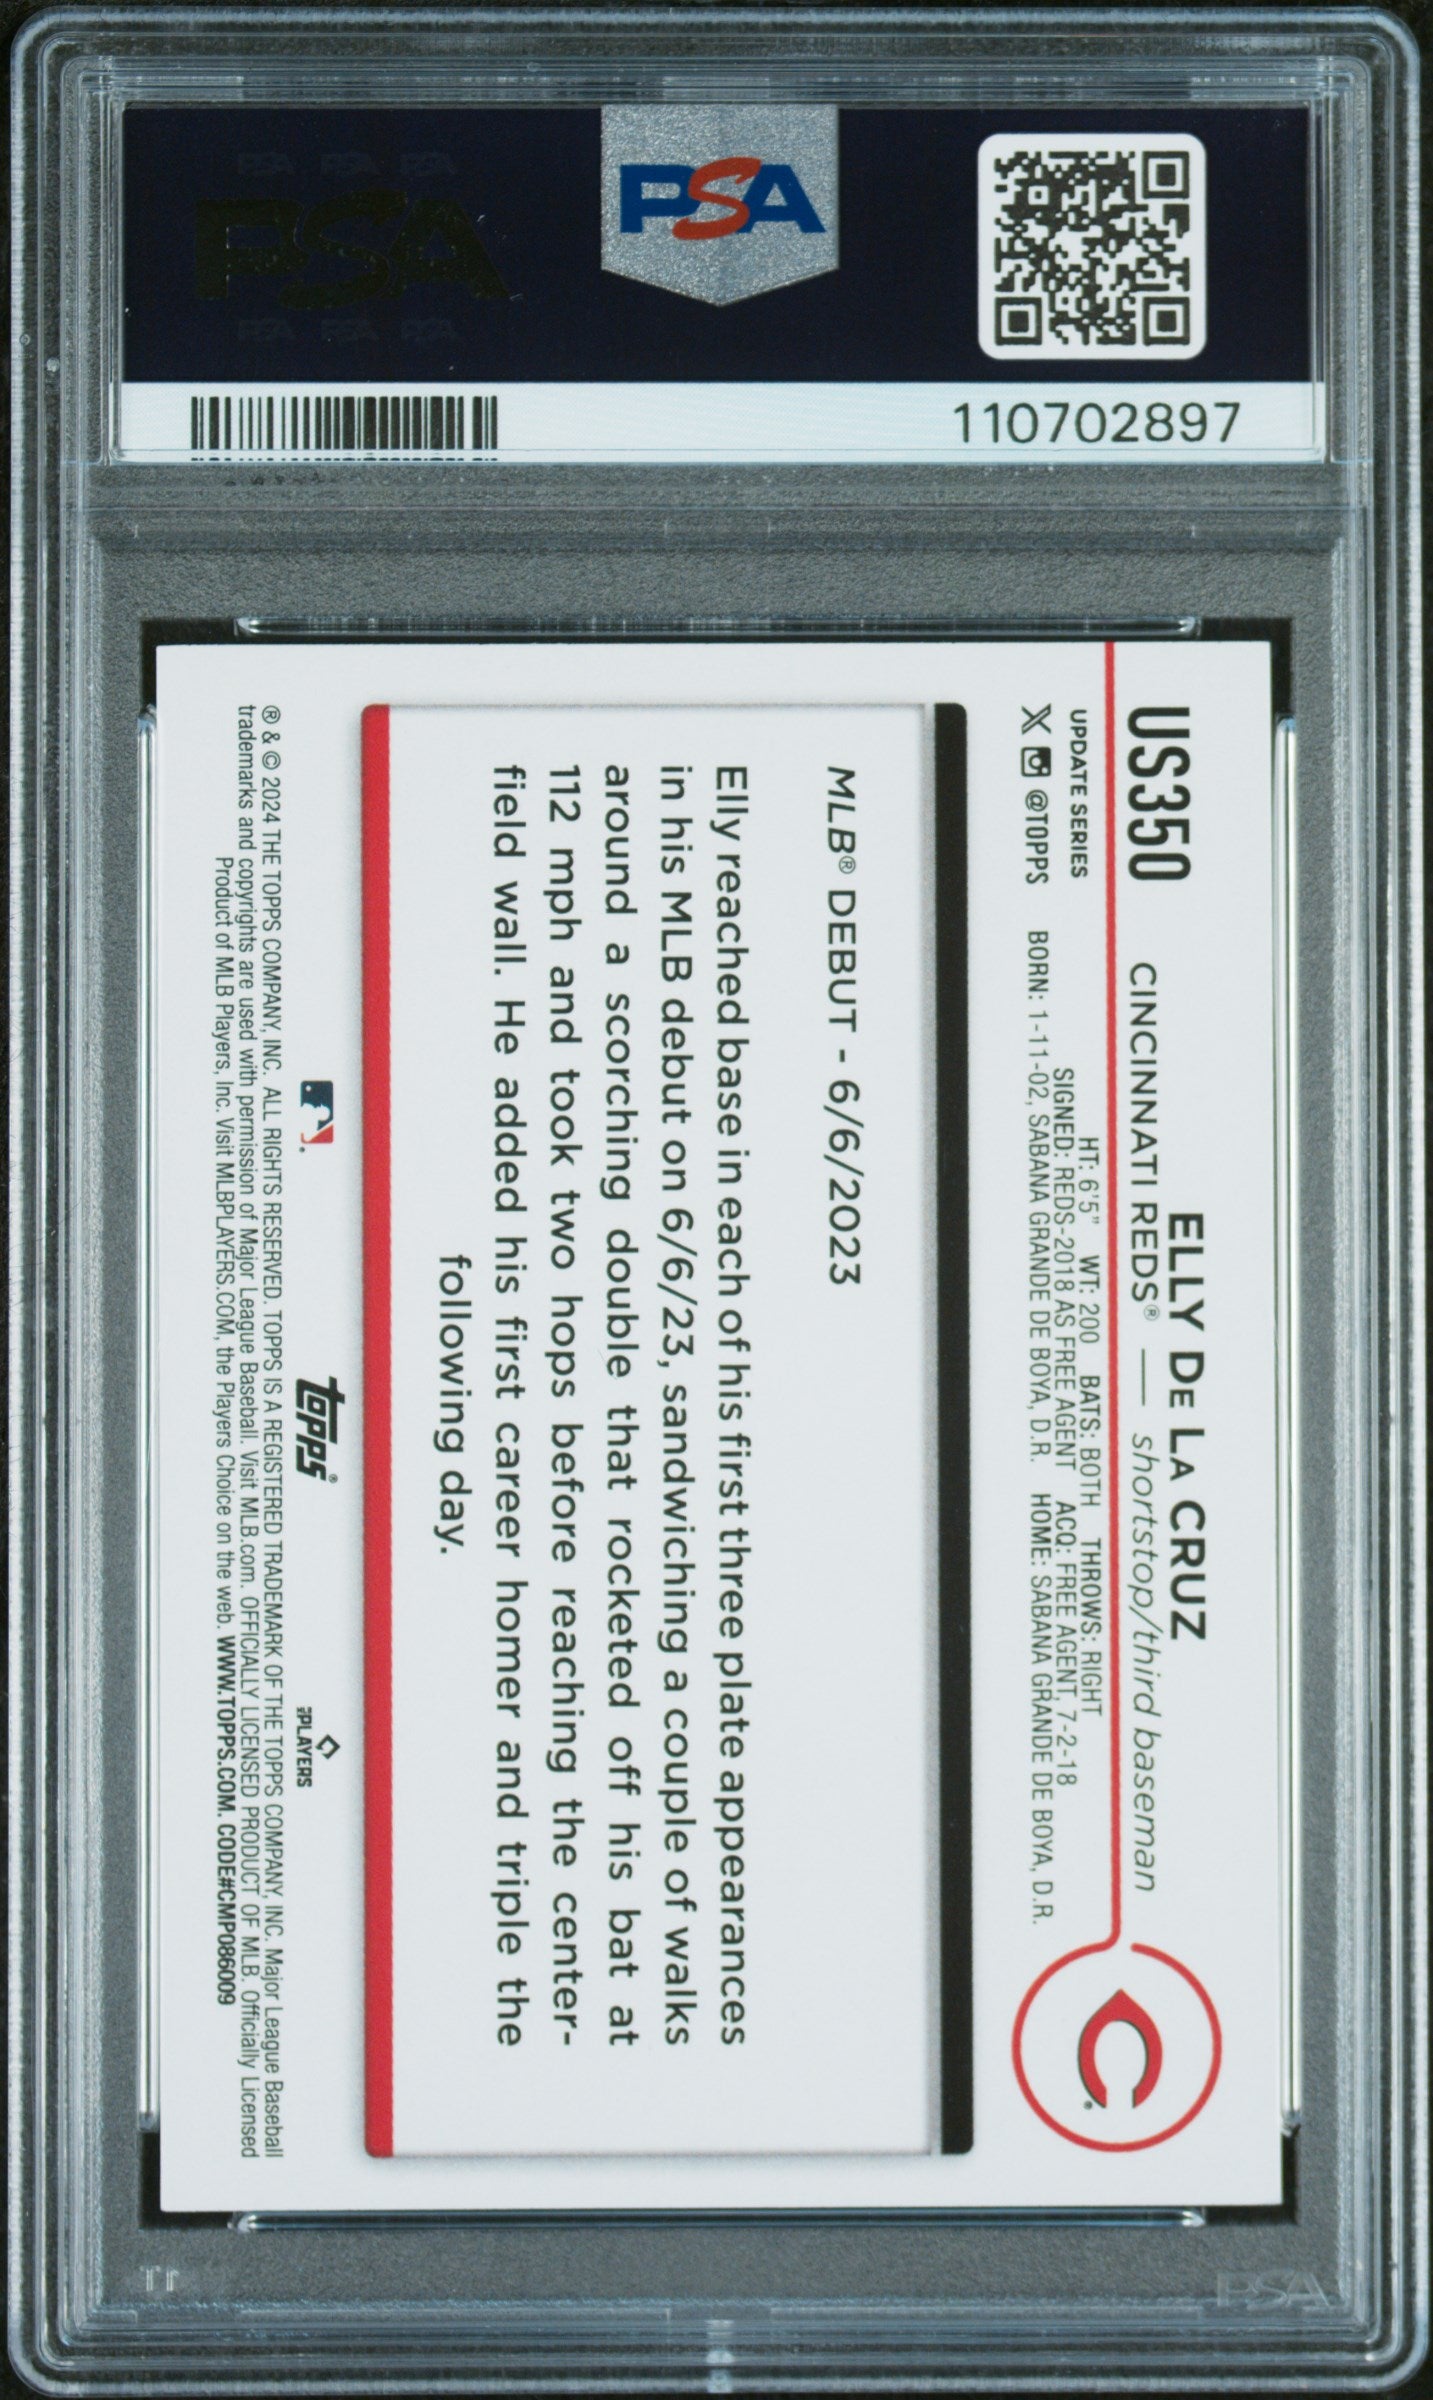 PSA
PSA PSA PSA
PSA
PSA PSA PSA
110702897
US350
ELLY DE LA CRUZ
CINCINNATI REDS® — shortstop/third baseman
UPDATE SERIES
X @TOPPS
HT: 6'5" WT: 200 BATS: BOTH THROWS: RIGHT
SIGNED: REDS-2018 AS FREE AGENT ACQ: FREE AGENT, 7-2-18
BORN: 1-11-02, SABANA GRANDE DE BOYA, D.R. HOME: SABANA GRANDE DE BOYA, D.R.
C
MLB® DEBUT - 6/6/2023
Elly reached base in each of his first three plate appearances
in his MLB debut on 6/6/23, sandwiching a couple of walks
around a scorching double that rocketed off his bat at
112 mph and took two hops before reaching the center-
field wall. He added his first career homer and triple the
following day.
topps®
PLAYERS
® & © 2024 THE TOPPS COMPANY, INC. ALL RIGHTS RESERVED. TOPPS IS A REGISTERED TRADEMARK OF THE TOPPS COMPANY, INC. Major League Baseball
trademarks and copyrights are used with permission of Major League Baseball. Visit MLB.com. OFFICIALLY LICENSED PRODUCT OF MLB. Officially Licensed
Product of MLB Players, Inc. Visit MLBPLAYERS.COM, the Players Choice on the web. WWW.TOPPS.COM. CODE#CMP086009
PSA